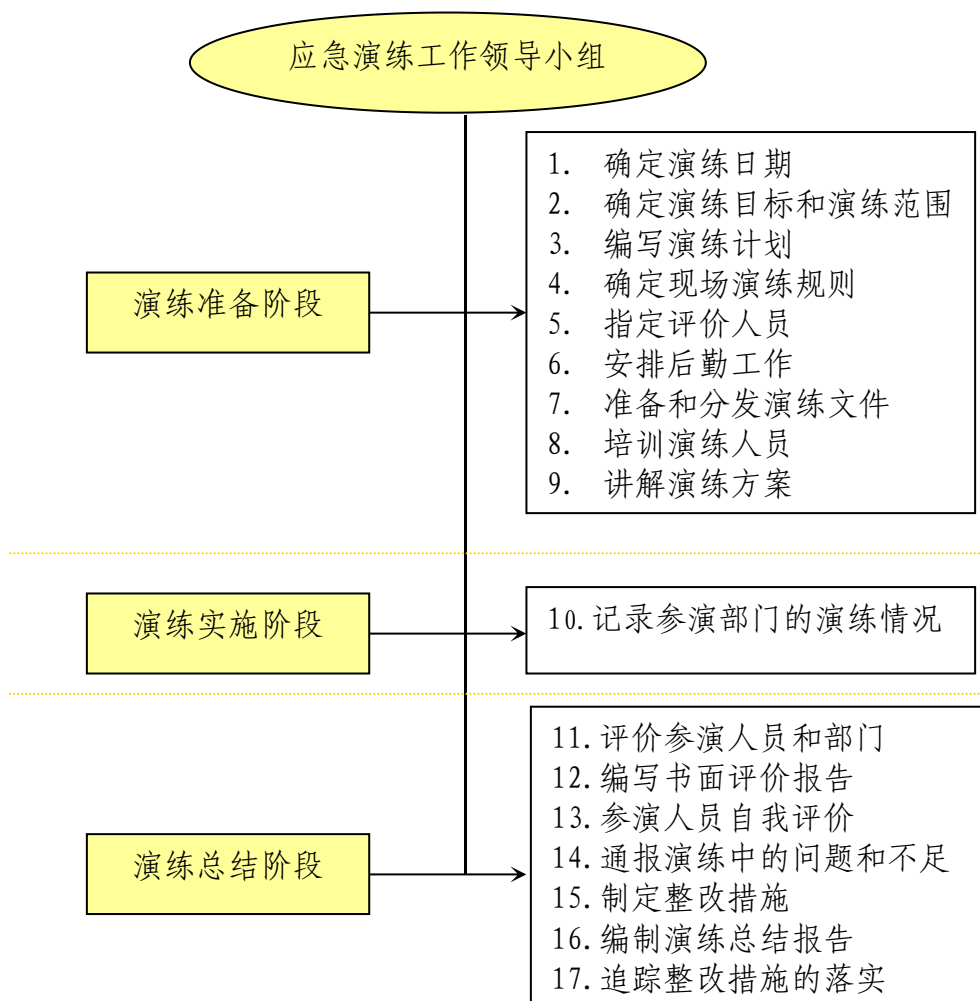 应急演练工作领导小组
演练准备阶段
1. 确定演练日期
2. 确定演练目标和演练范围
3. 编写演练计划
4. 确定现场演练规则
5. 指定评价人员
6. 安排后勤工作
7. 准备和分发演练文件
8. 培训演练人员
9. 讲解演练方案
演练实施阶段
10.记录参演部门的演练情况
演练总结阶段
11.评价参演人员和部门
12.编写书面评价报告
13.参演人员自我评价
14.通报演练中的问题和不足
15.制定整改措施
16.编制演练总结报告
17.追踪整改措施的落实